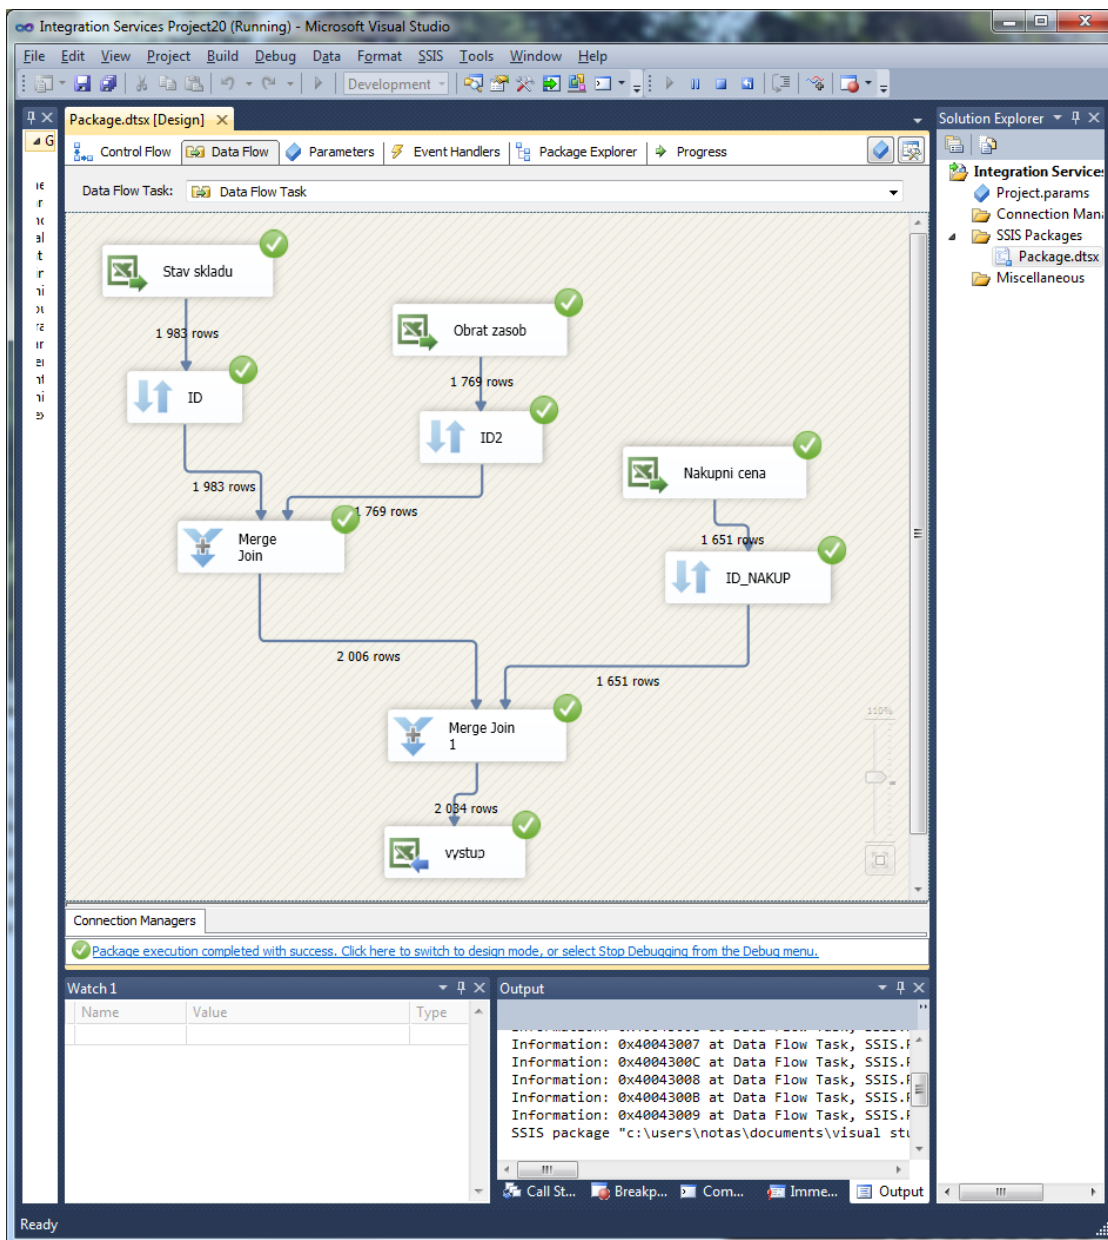 Integration Services Project20 (Running) - Microsoft Visual Studio
File Edit View Project Build Debug Data Format SSIS Tools Window Help
Development
Package.dtsx [Design]
Control Flow Data Flow Parameters Event Handlers Package Explorer Progress
Data Flow Task: Data Flow Task
Stav skladu
1 983 rows
Obrat zasob
1 769 rows
ID
ID2
Nakupni cena
1 983 rows
1 769 rows
1 651 rows
Merge
Join
ID_NAKUP
2 006 rows
1 651 rows
110%
Merge Join
1
2 034 rows
vystup
Connection Managers
Package execution completed with success. Click here to switch to design mode, or select Stop Debugging from the Debug menu.
Solution Explorer
Integration Services
Project.params
Connection Man
SSIS Packages
Package.dtsx
Miscellaneous
Watch 1
Name Value Type
Output
Information: 0x40043007 at Data Flow Task, SSIS.
Information: 0x4004300C at Data Flow Task, SSIS.
Information: 0x40043008 at Data Flow Task, SSIS.
Information: 0x4004300B at Data Flow Task, SSIS.
Information: 0x40043009 at Data Flow Task, SSIS.
SSIS package "c:\users\notas\documents\visual stu
Call St... Breakp... Com... Imme... Output
Ready